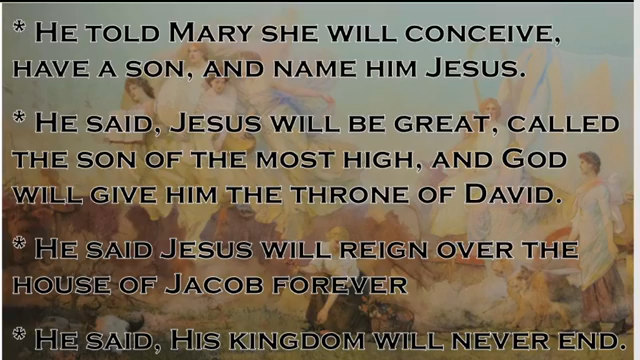 * He told Mary she will conceive,
have a son, and name him Jesus.
* He said, Jesus will be great, called
the son of the most high, and God
will give him the throne of David.
* He said Jesus will reign over the
house of Jacob forever
* He said, His kingdom will never end.